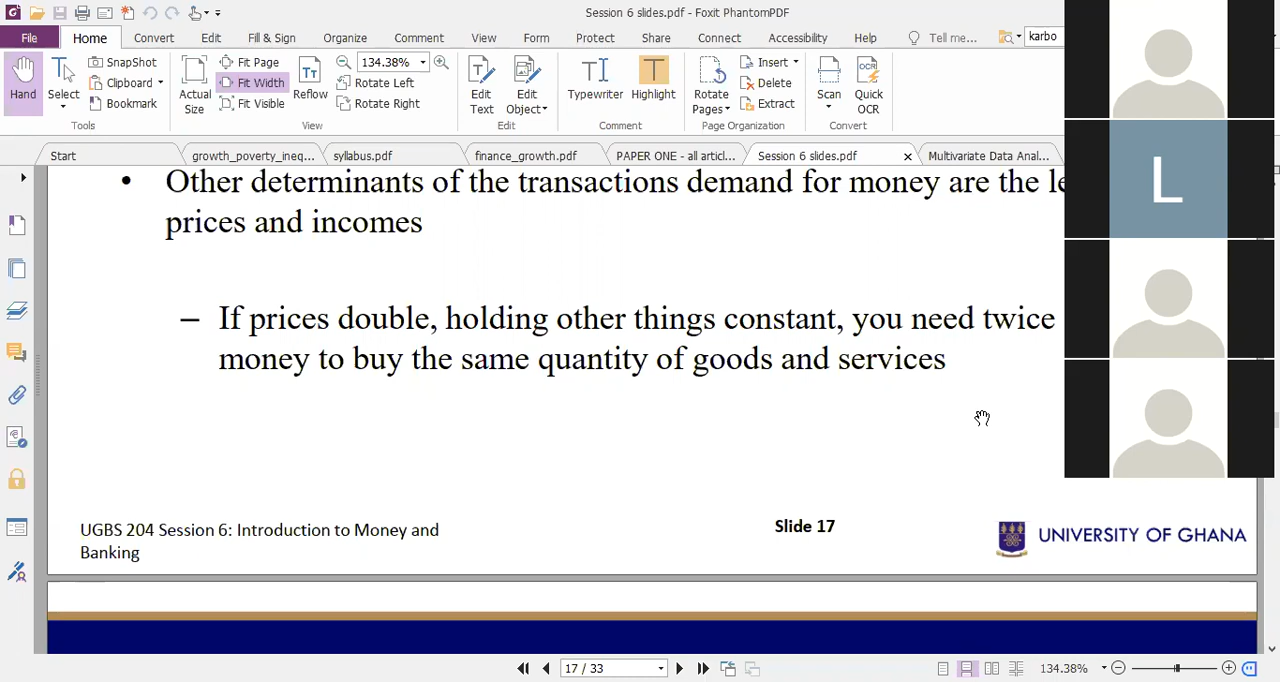 Session 6 slides.pdf - Foxit PhantomPDF
File Home Convert Edit Fill & Sign Organize Comment View Form Protect Share Connect Accessibility Help Tell me... karbo
Hand
Select
SnapShot
Clipboard
Bookmark
Tools
Actual Size
Fit Page
Fit Width
Fit Visible
Reflow
134.38%
Rotate Left
Rotate Right
View
Edit Text
Edit Object
Edit
Typewriter
Highlight
Comment
Rotate Pages
Insert
Delete
Extract
Page Organization
Scan
Quick OCR
Convert
Start growth_poverty_ineq... syllabus.pdf finance_growth.pdf PAPER ONE - all articl... Session 6 slides.pdf Multivariate Data Anal...
• Other determinants of the transactions demand for money are the
prices and incomes
– If prices double, holding other things constant, you need twice
money to buy the same quantity of goods and services
UGBS 204 Session 6: Introduction to Money and
Banking
Slide 17
UNIVERSITY OF GHANA
L
17 / 33
134.38%